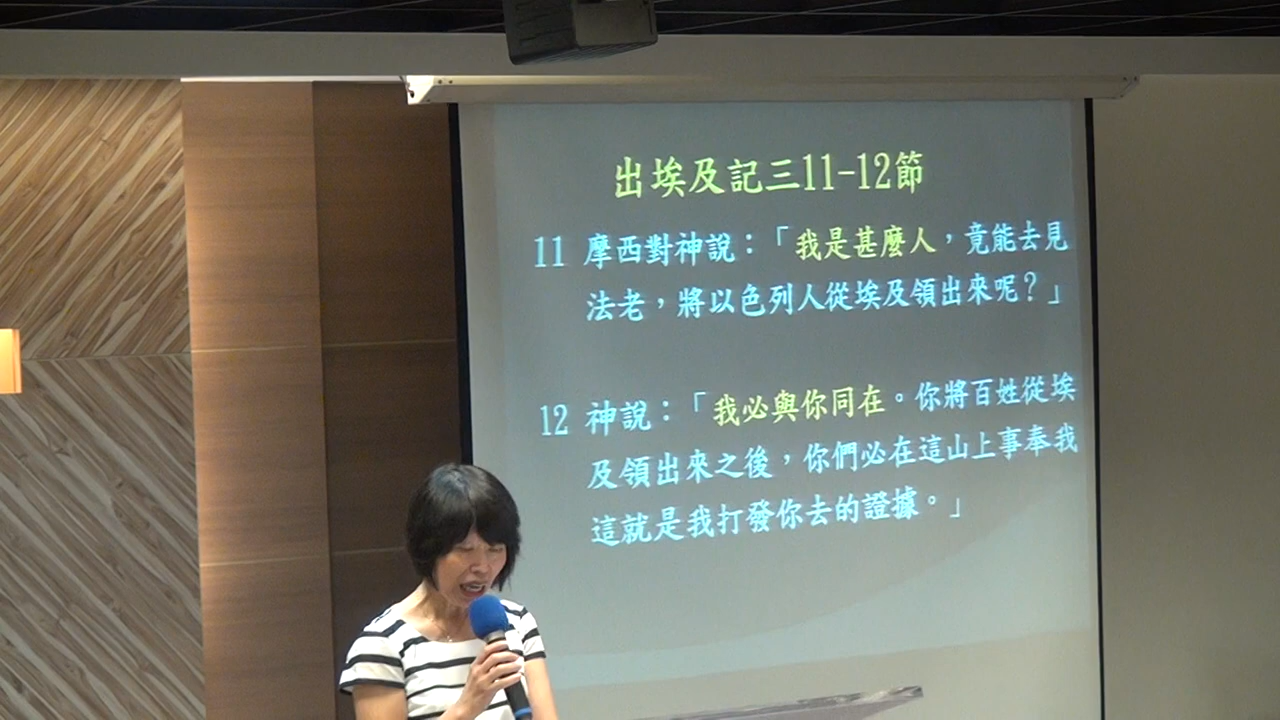 出埃及記三11-12節
11 摩西對神說：「我是甚麼人，竟能去見
法老，將以色列人從埃及領出來呢？」
12 神說：「我必與你同在。你將百姓從埃
及領出來之後，你們必在這山上事奉我
這就是我打發你去的證據。」